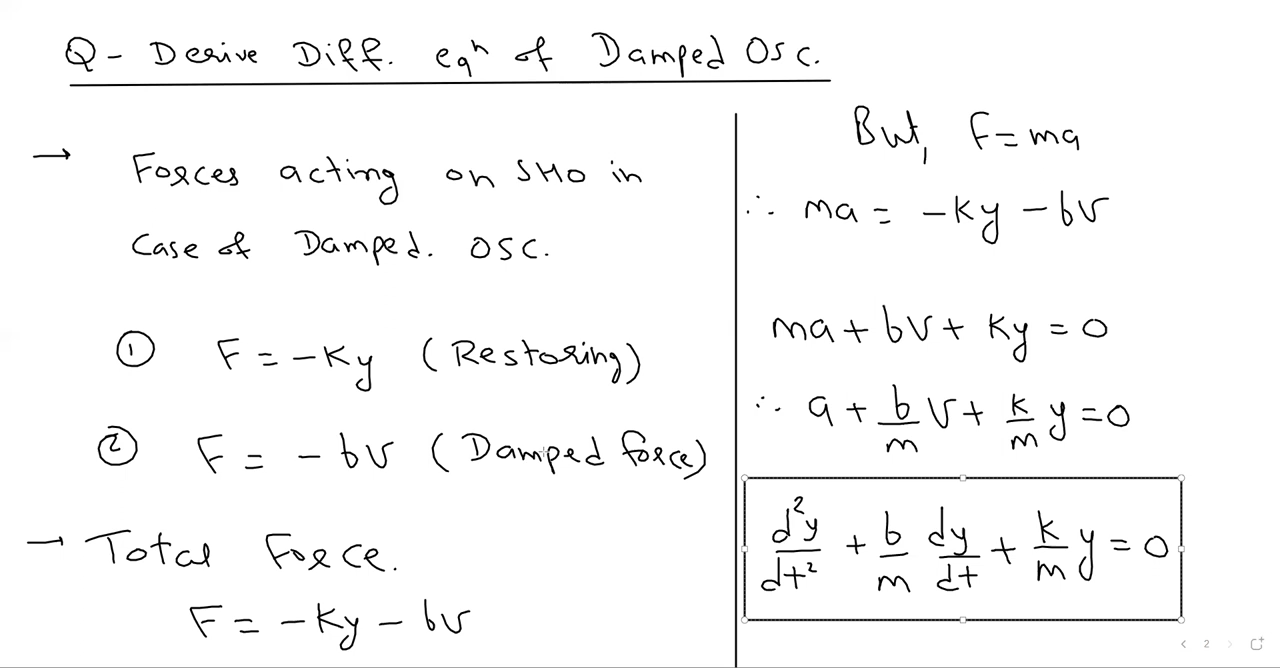 Q - Derive Diff. eqⁿ of Damped OSC.
→ Forces acting on SHO in
Case of Damped. OSC.
① F = -Ky (Restoring)
② F = -bv (Damped force)
→ Total Force.
F = -Ky - bv
But, F = ma
∴ ma = -Ky - bv
ma + bv + Ky = 0
∴ a + b/m v + k/m y = 0
d²y/dt² + b/m dy/dt + k/m y = 0
2